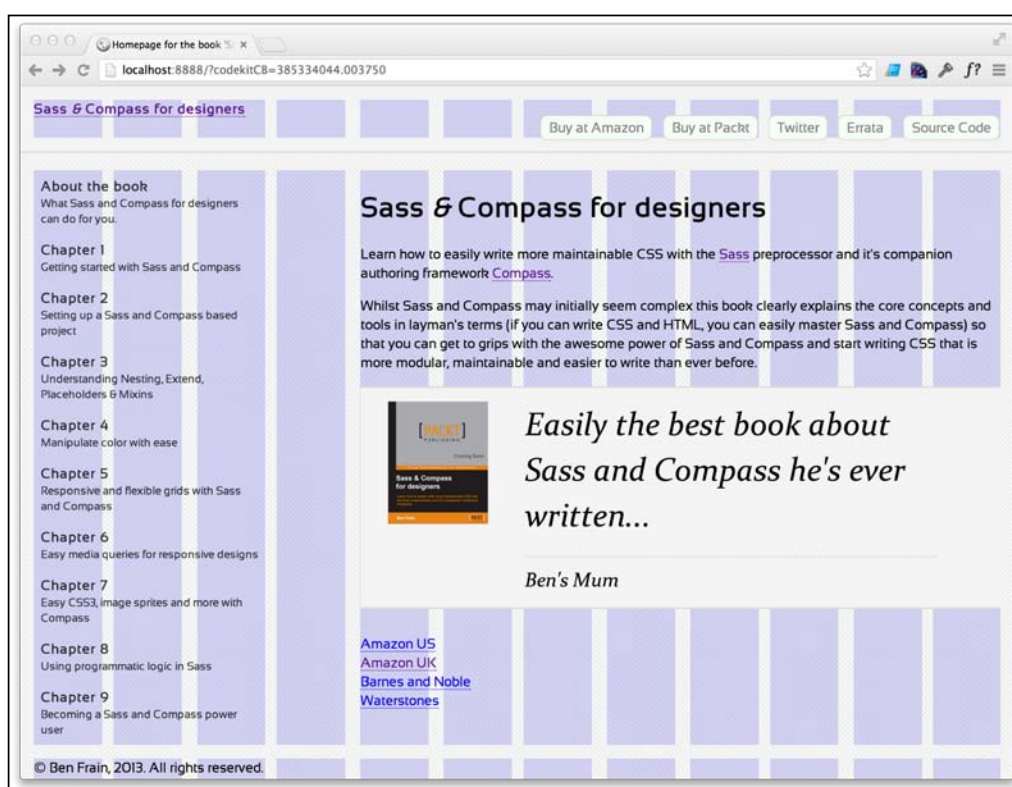 Homepage for the book 'S
localhost:8888/?codekitCB=385334044.003750
f?
Sass & Compass for designers
Buy at Amazon
Buy at Packt
Twitter
Errata
Source Code
About the book
What Sass and Compass for designers
can do for you.
Chapter 1
Getting started with Sass and Compass
Chapter 2
Setting up a Sass and Compass based
project
Chapter 3
Understanding Nesting, Extend,
Placeholders & Mixins
Chapter 4
Manipulate color with ease
Chapter 5
Responsive and flexible grids with Sass
and Compass
Chapter 6
Easy media queries for responsive designs
Chapter 7
Easy CSS3, image sprites and more with
Compass
Chapter 8
Using programmatic logic in Sass
Chapter 9
Becoming a Sass and Compass power
user
Sass & Compass for designers
Learn how to easily write more maintainable CSS with the Sass preprocessor and it's companion
authoring framework Compass.
Whilst Sass and Compass may initially seem complex this book clearly explains the core concepts and
tools in layman's terms (if you can write CSS and HTML, you can easily master Sass and Compass) so
that you can get to grips with the awesome power of Sass and Compass and start writing CSS that is
more modular, maintainable and easier to write than ever before.
[PACKT]
PUBLISHING
Coming Soon
Sass & Compass
for designers
Ben Frain
Easily the best book about
Sass and Compass he's ever
written...
Ben's Mum
Amazon US
Amazon UK
Barnes and Noble
Waterstones
© Ben Frain, 2013. All rights reserved.